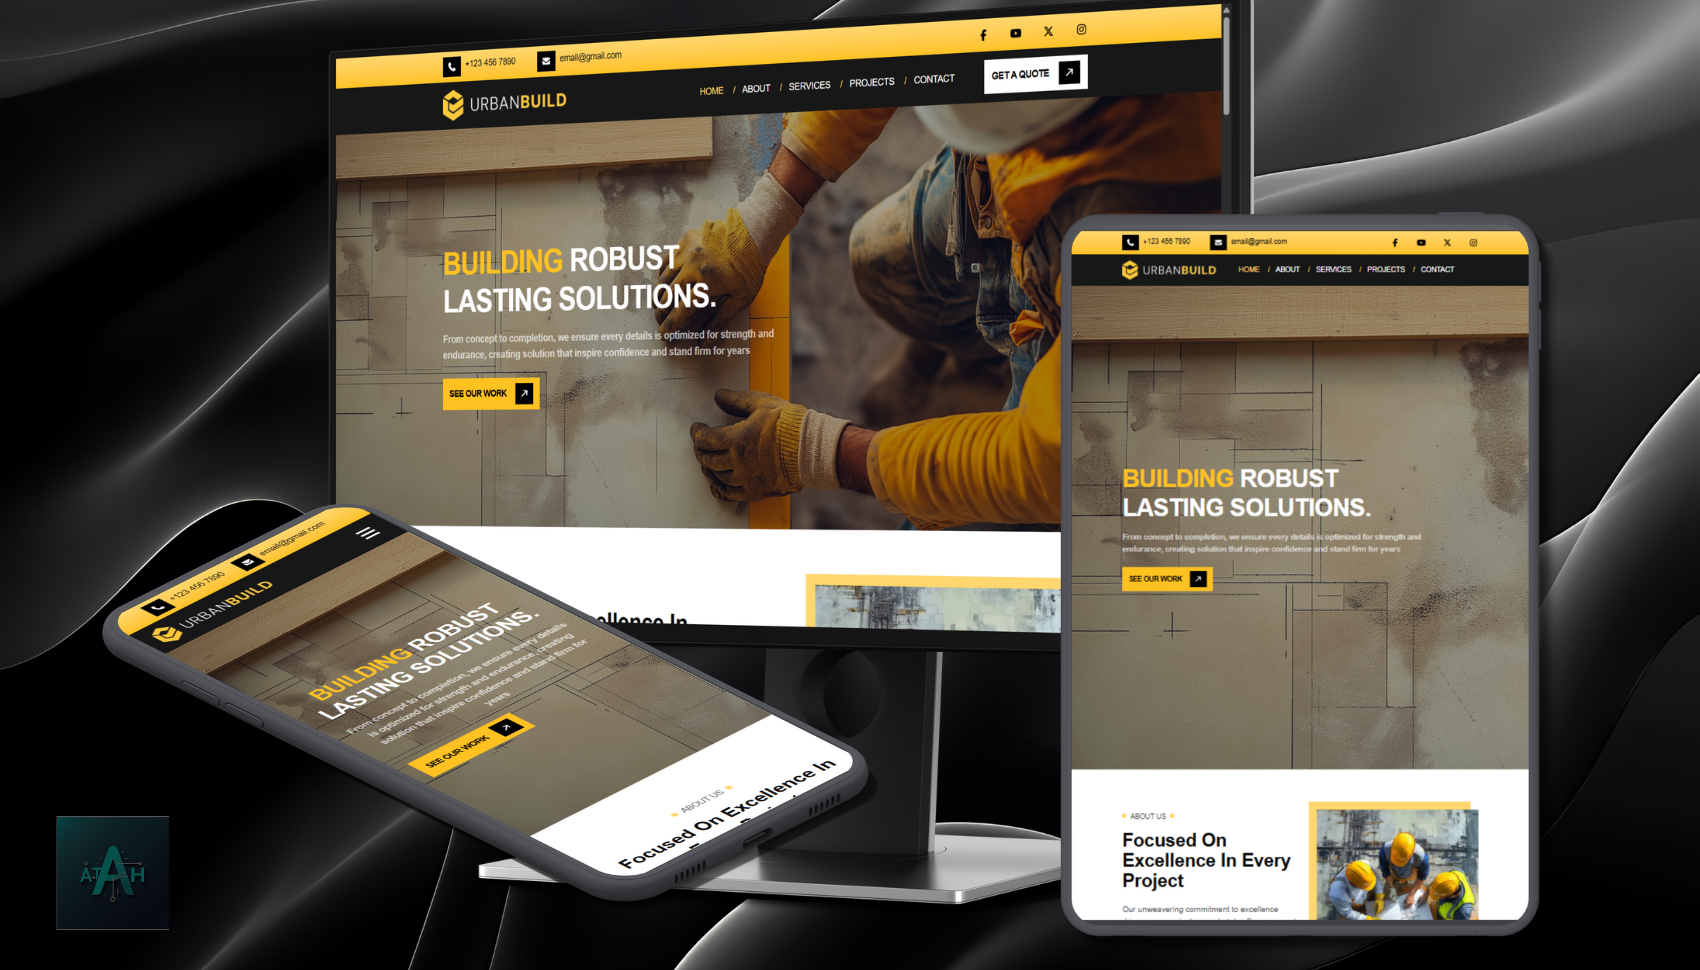 +123 456 7890
email@gmail.com
URBANBUILD
HOME / ABOUT / SERVICES / PROJECTS / CONTACT
GET A QUOTE
BUILDING ROBUST
LASTING SOLUTIONS.
From concept to completion, we ensure every details is optimized for strength and
endurance, creating solution that inspire confidence and stand firm for years
SEE OUR WORK
+123 456 7890
email@gmail.com
URBANBUILD
BUILDING ROBUST
LASTING SOLUTIONS.
From concept to completion, we ensure every details
is optimized for strength and endurance, creating
solution that inspire confidence and stand firm for
years
SEE OUR WORK
ABOUT US
Focused On Excellence In
+123 456 7890
email@gmail.com
URBANBUILD
HOME / ABOUT / SERVICES / PROJECTS / CONTACT
BUILDING ROBUST
LASTING SOLUTIONS.
From concept to completion, we ensure every details is optimized for strength and
endurance, creating solution that inspire confidence and stand firm for years
SEE OUR WORK
ABOUT US
Focused On
Excellence In Every
Project
Our unweavering commitment to excellence